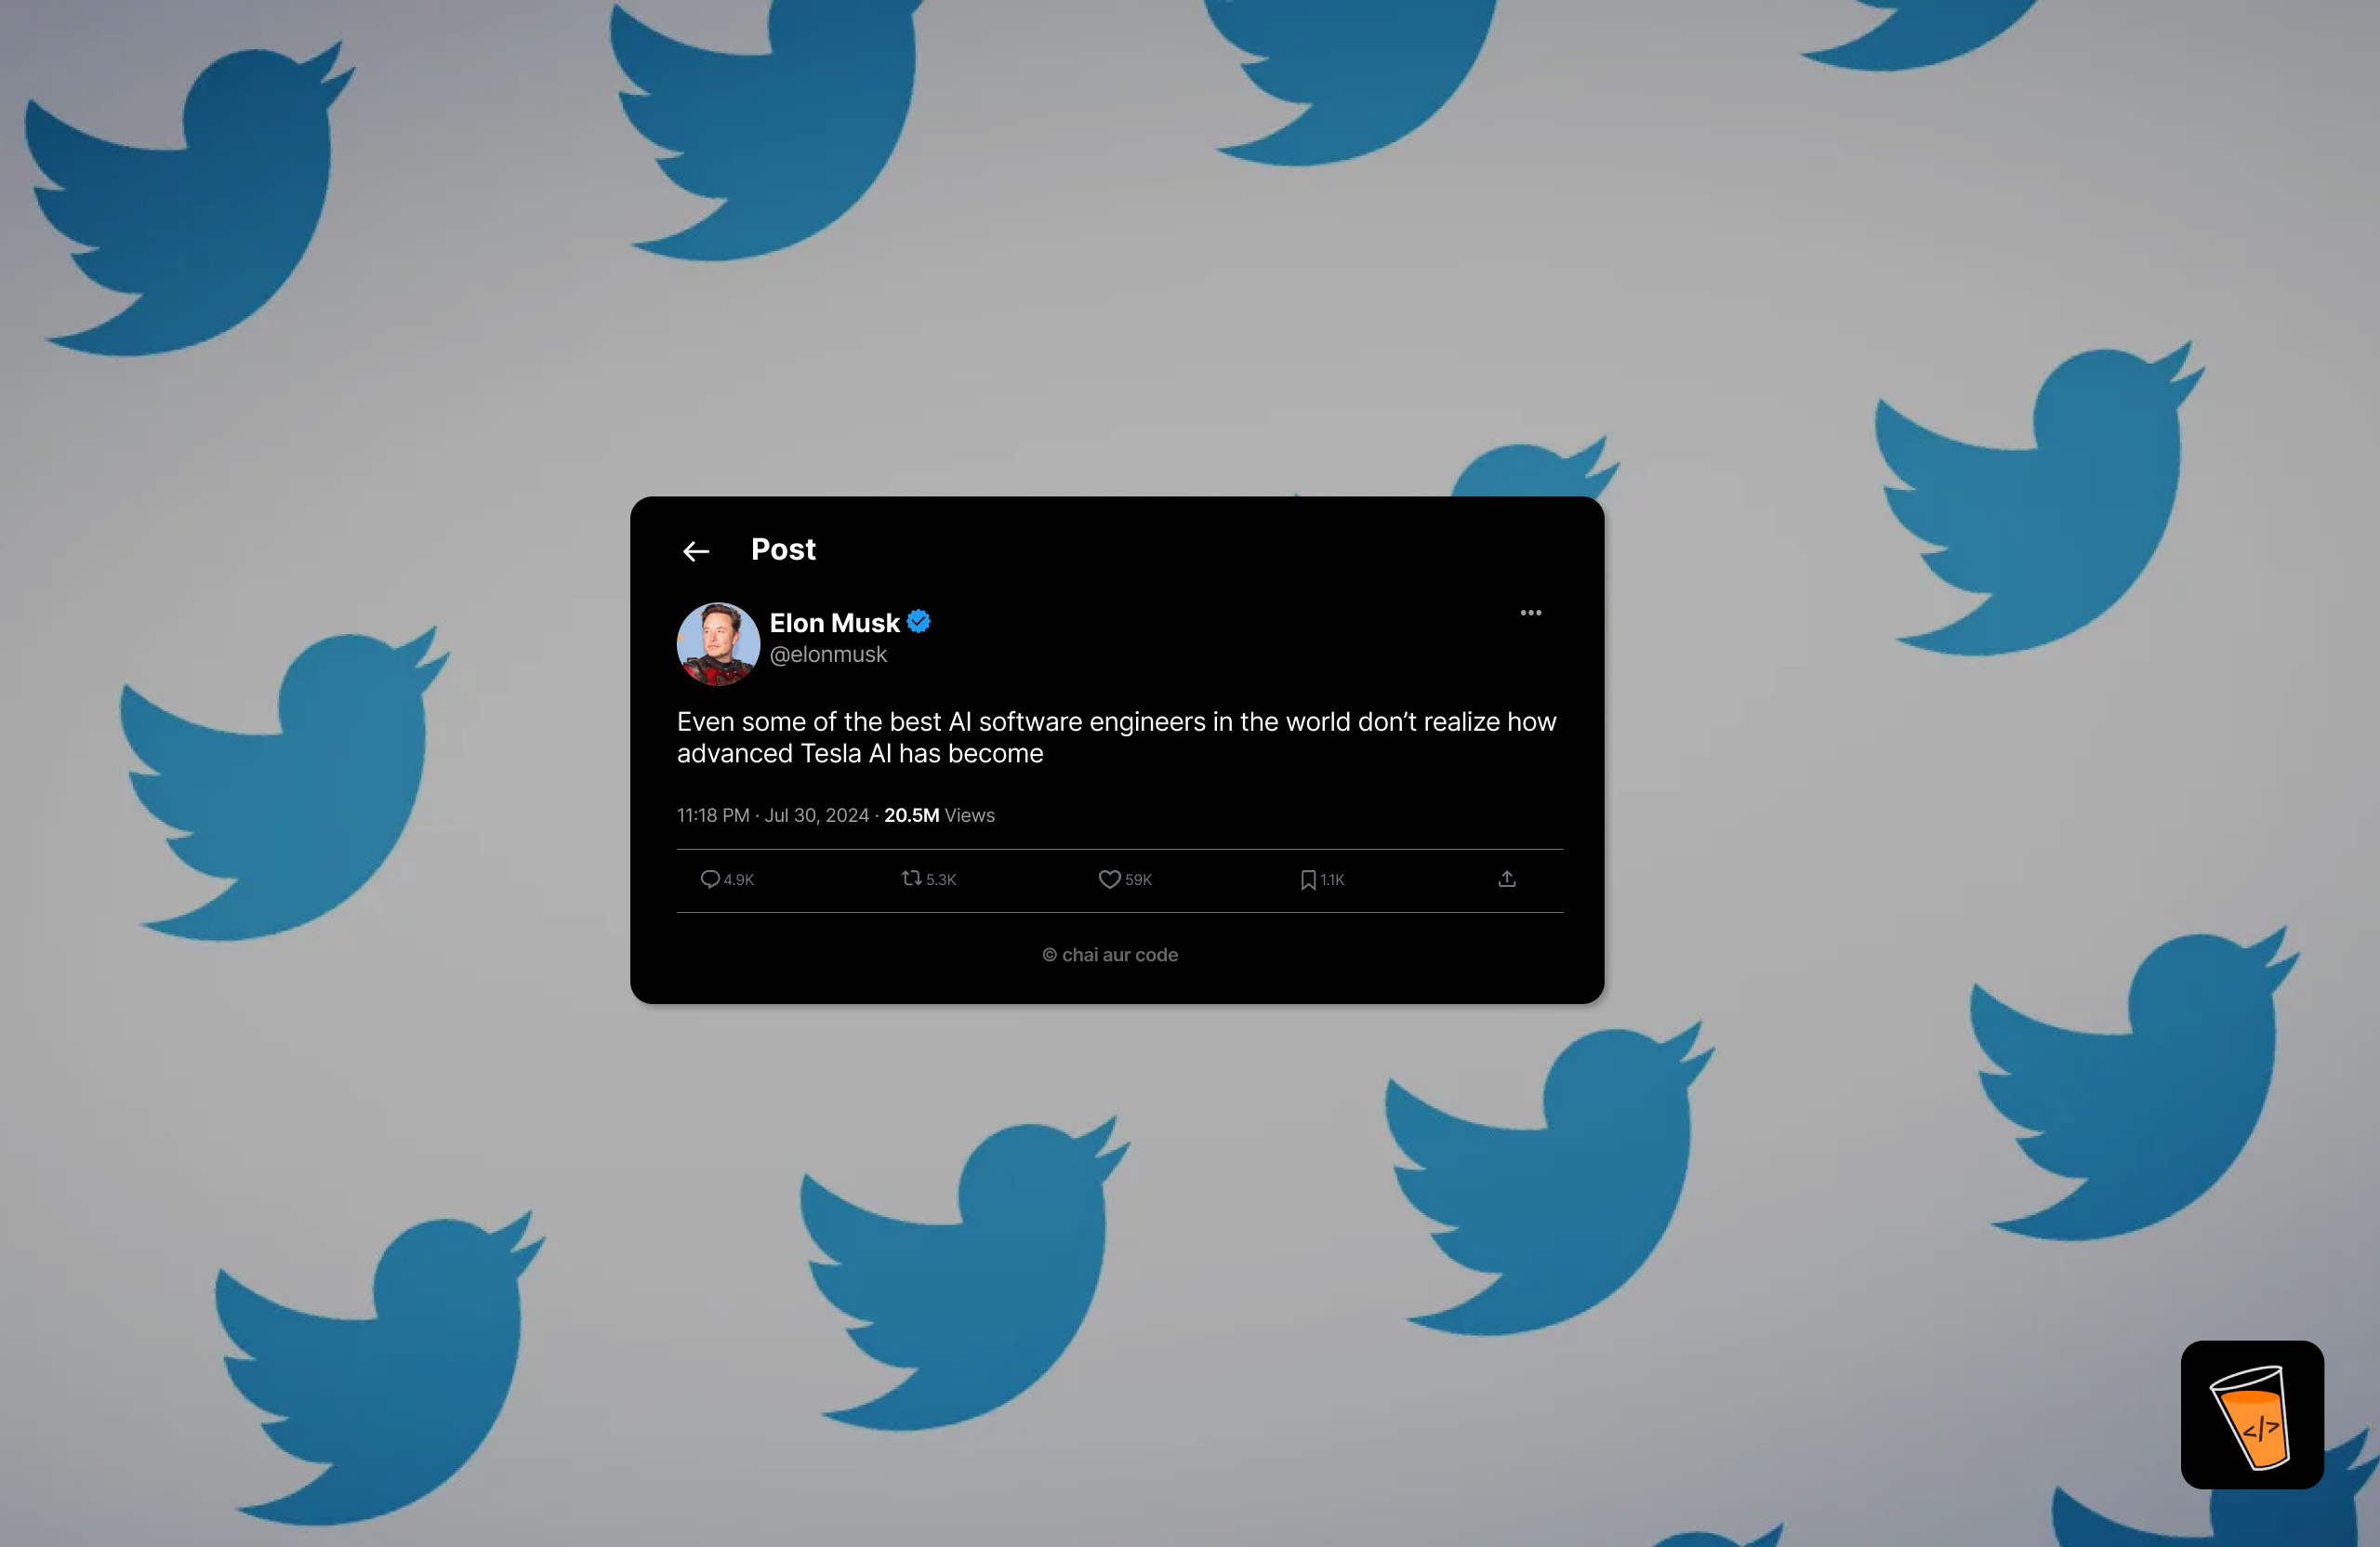 Post
Elon Musk
@elonmusk
Even some of the best AI software engineers in the world don’t realize how
advanced Tesla AI has become
11:18 PM · Jul 30, 2024 · 20.5M Views
4.9K 5.3K 59K 1.1K
© chai aur code
</>